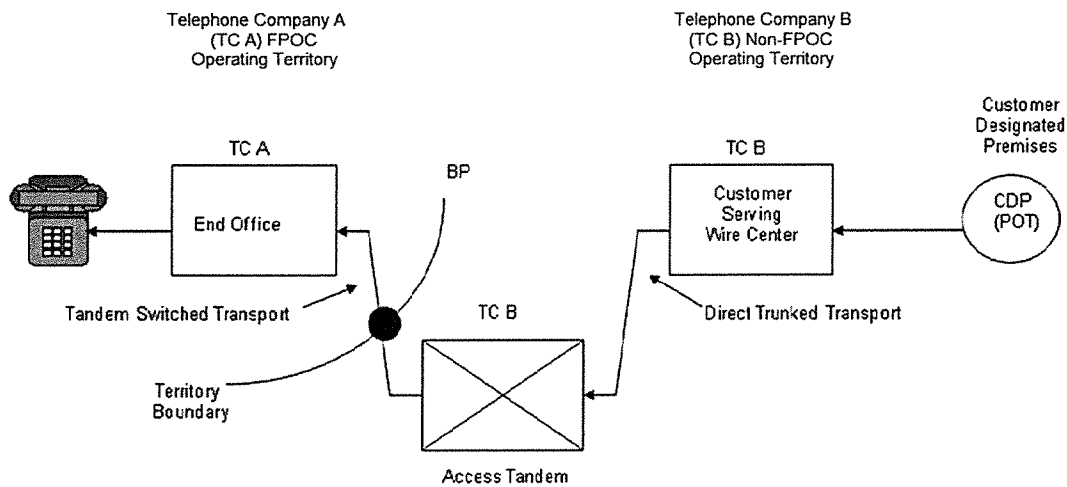 Telephone Company A
(TC A) FPOC
Operating Territory
Telephone Company B
(TC B) Non-FPOC
Operating Territory
Customer
Designated
Premises
TC A
BP
TC B
End Office
Customer
Serving
Wire Center
CDP
(POT)
Tandem Switched Transport
TC B
Direct Trunked Transport
Territory
Boundary
Access Tandem